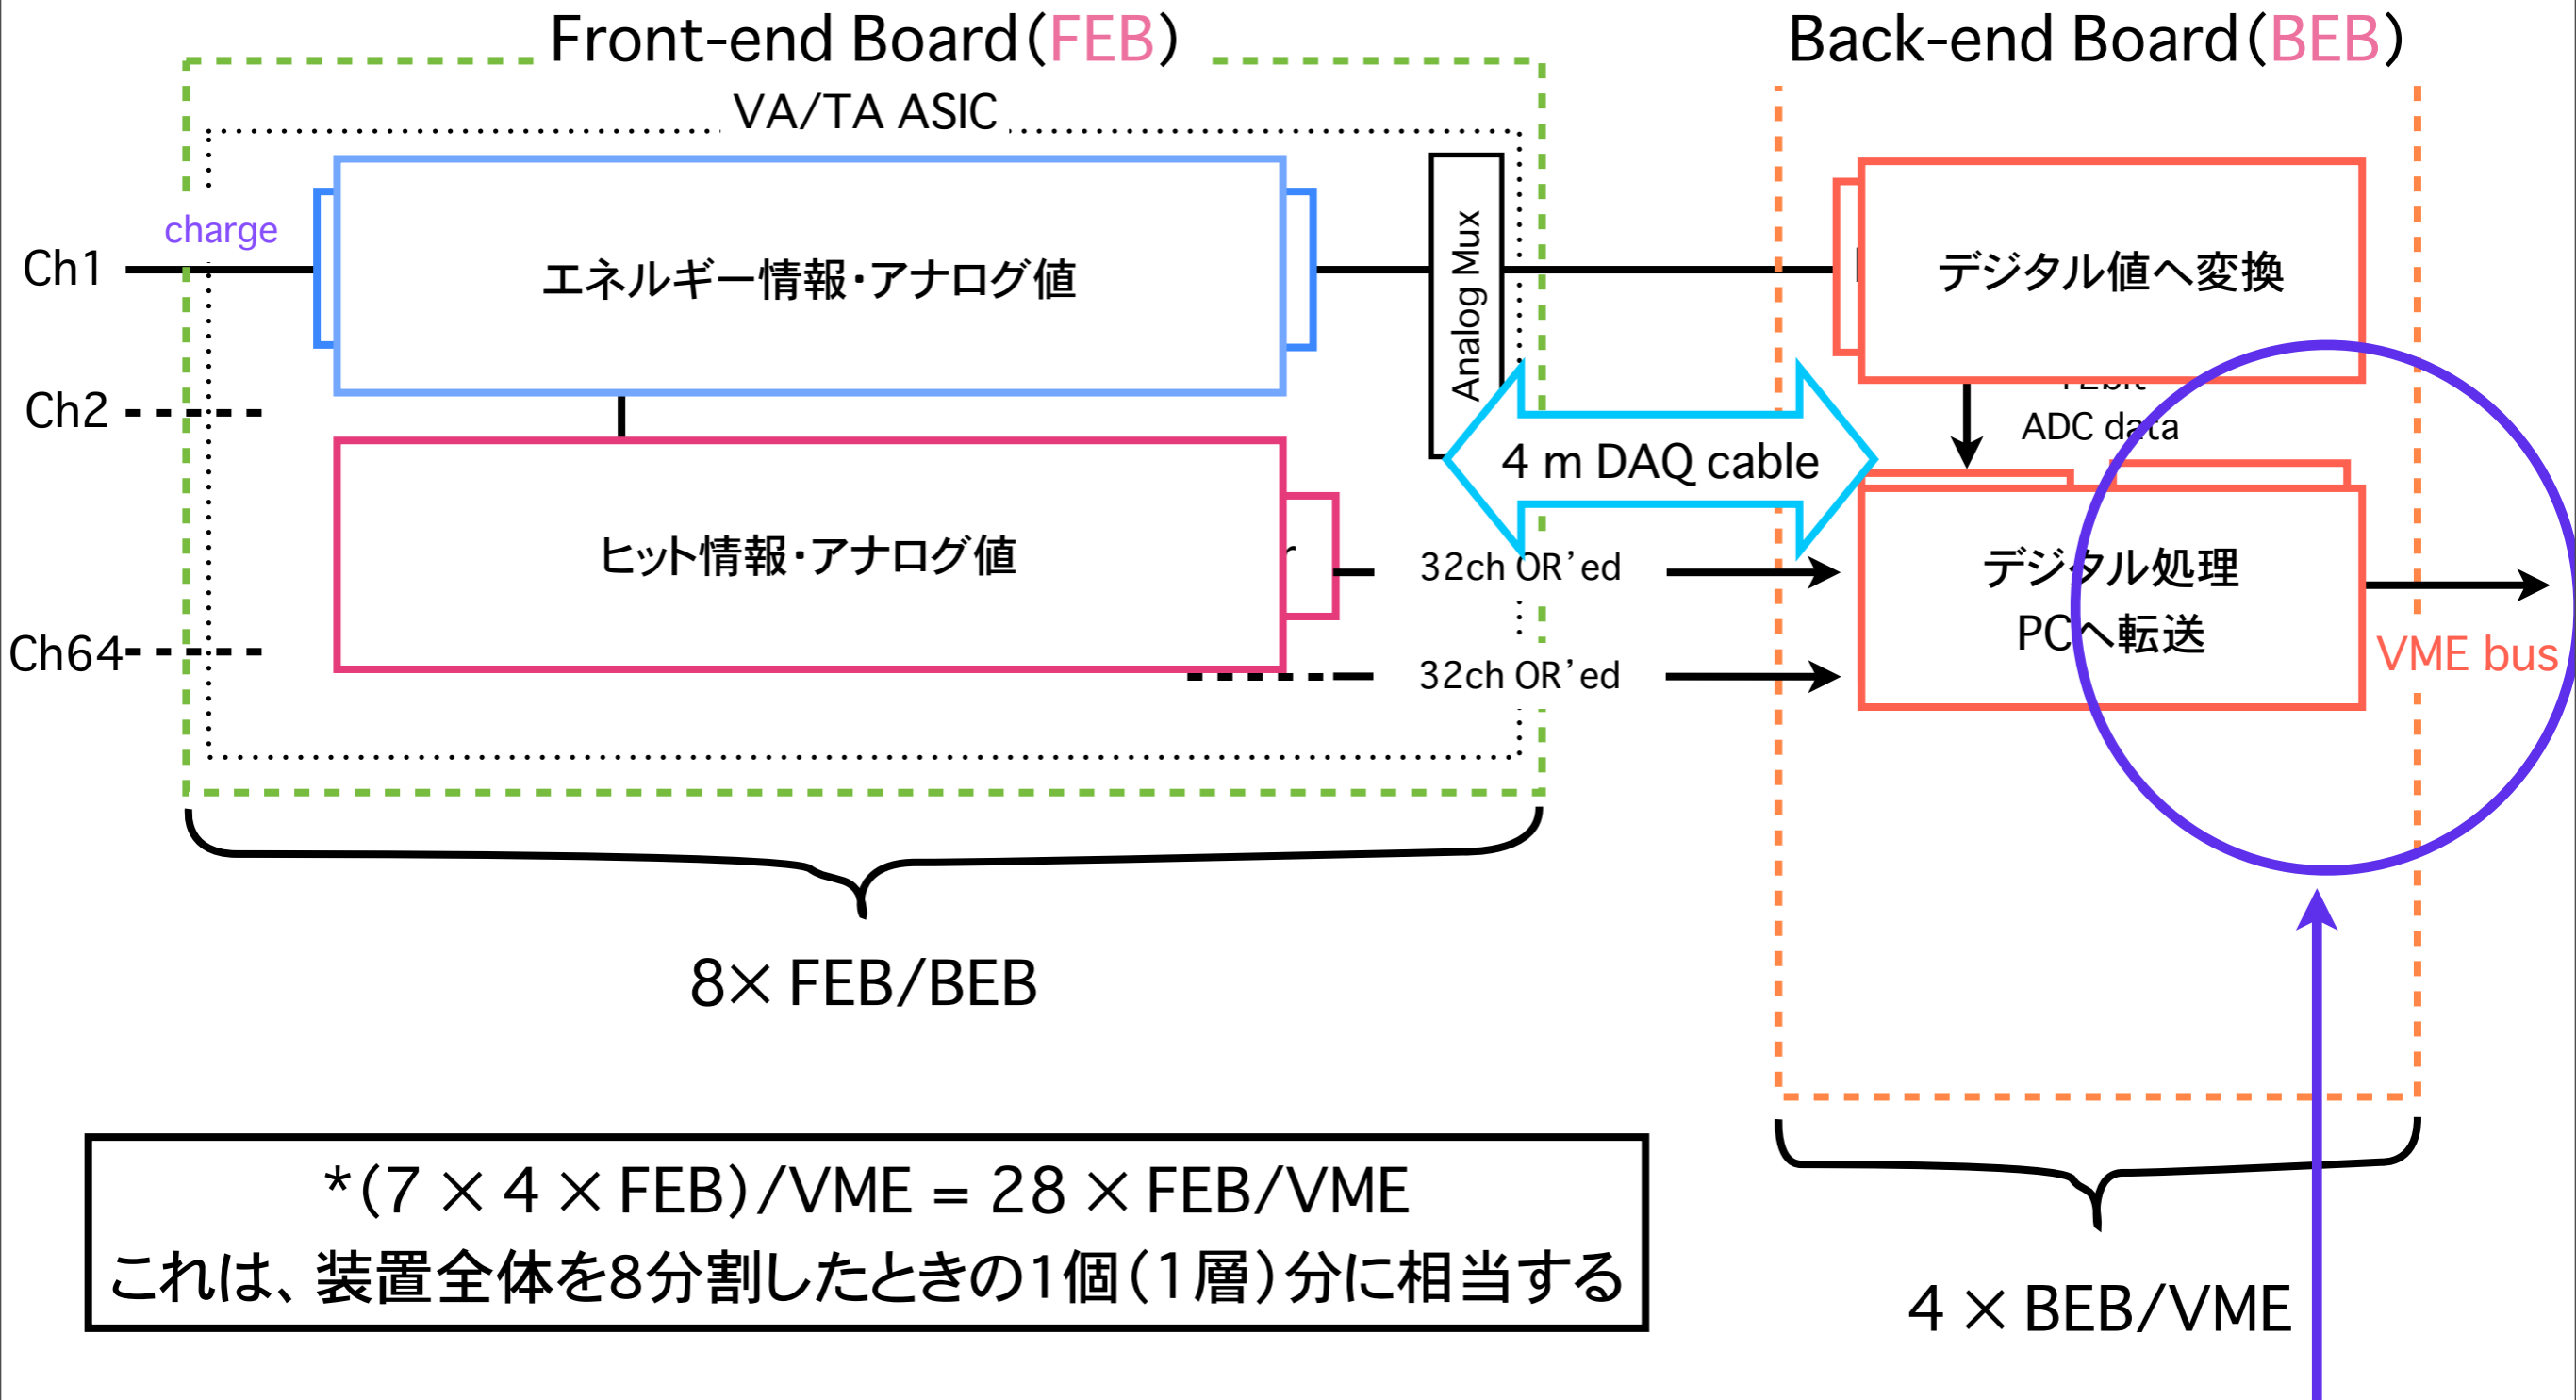 Front-end Board(FEB)
Back-end Board(BEB)
VA/TA ASIC
charge
Ch1
エネルギー情報・アナログ値
Analog Mux
デジタル値へ変換
Ch2
ADC data
4 m DAQ cable
ヒット情報・アナログ値
32ch OR'ed
デジタル処理
PCへ転送
Ch64
32ch OR'ed
VME bus
8× FEB/BEB
*(7 × 4 × FEB)/VME = 28 × FEB/VME
これは、装置全体を8分割したときの1個(1層)分に相当する
4 × BEB/VME